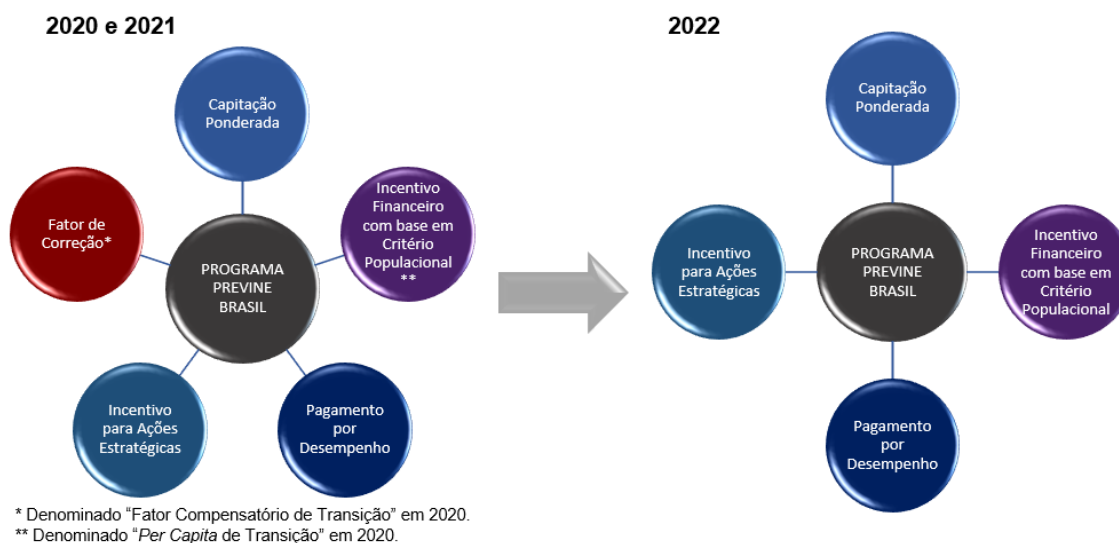 2020 e 2021
Capitação
Ponderada
Fator de
Correção*
Incentivo
Financeiro
com base em
Critério
Populacional
**
PROGRAMA
PREVINE
BRASIL
Incentivo
para Ações
Estratégicas
Pagamento
por
Desempenho
* Denominado “Fator Compensatório de Transição” em 2020.
** Denominado “Per Capita de Transição” em 2020.
2022
Capitação
Ponderada
Incentivo
para Ações
Estratégicas
PROGRAMA
PREVINE
BRASIL
Incentivo
Financeiro
com base em
Critério
Populacional
Pagamento
por
Desempenho